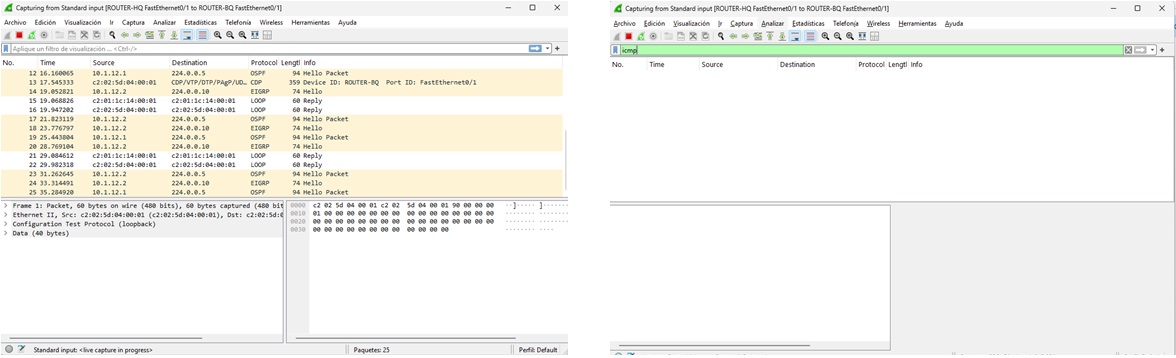 Capturing from Standard input [ROUTER-HQ FastEthernet0/1 to ROUTER-BQ FastEthernet0/1]
Archivo Edición Visualización Ir Captura Analizar Estadísticas Telefonía Wireless Herramientas Ayuda
Aplique un filtro de visualización ... <Ctrl-/>
No. Time Source Destination Protocol Lengtl Info
12 16.160065 10.1.12.1 224.0.0.5 OSPF 94 Hello Packet
13 17.545333 c2:02:5d:04:00:01 CDP/VTP/DTP/PAgP/UD… CDP 359 Device ID: ROUTER-BQ Port ID: FastEthernet0/1
14 19.052821 10.1.12.2 224.0.0.10 EIGRP 74 Hello
15 19.068826 c2:01:1c:14:00:01 c2:01:1c:14:00:01 LOOP 60 Reply
16 19.947202 c2:02:5d:04:00:01 c2:02:5d:04:00:01 LOOP 60 Reply
17 21.823119 10.1.12.2 224.0.0.5 OSPF 94 Hello Packet
18 23.776797 10.1.12.2 224.0.0.10 EIGRP 74 Hello
19 25.443804 10.1.12.1 224.0.0.5 OSPF 94 Hello Packet
20 28.769104 10.1.12.2 224.0.0.10 EIGRP 74 Hello
21 29.084612 c2:01:1c:14:00:01 c2:01:1c:14:00:01 LOOP 60 Reply
22 29.982318 c2:02:5d:04:00:01 c2:02:5d:04:00:01 LOOP 60 Reply
23 31.262645 10.1.12.2 224.0.0.5 OSPF 94 Hello Packet
24 33.314491 10.1.12.2 224.0.0.10 EIGRP 74 Hello
25 35.284920 10.1.12.1 224.0.0.5 OSPF 94 Hello Packet
> Frame 1: Packet, 60 bytes on wire (480 bits), 60 bytes captured (480 bit
> Ethernet II, Src: c2:02:5d:04:00:01 (c2:02:5d:04:00:01), Dst: c2:02:5d:0
> Configuration Test Protocol (loopback)
> Data (40 bytes)
0000 c2 02 5d 04 00 01 c2 02 5d 04 00 01 90 00 00 00 ··]····· ]·······
0010 01 00 00 00 00 00 00 00 00 00 00 00 00 00 00 00 ········ ········
0020 00 00 00 00 00 00 00 00 00 00 00 00 00 00 00 00 ········ ········
0030 00 00 00 00 00 00 00 00 00 00 00 00 ········ ····
Standard input: <live capture in progress> Paquetes: 25 Perfil: Default
Capturing from Standard input [ROUTER-HQ FastEthernet0/1 to ROUTER-BQ FastEthernet0/1]
Archivo Edición Visualización Ir Captura Analizar Estadísticas Telefonía Wireless Herramientas Ayuda
icmp
No. Time Source Destination Protocol Lengtl Info